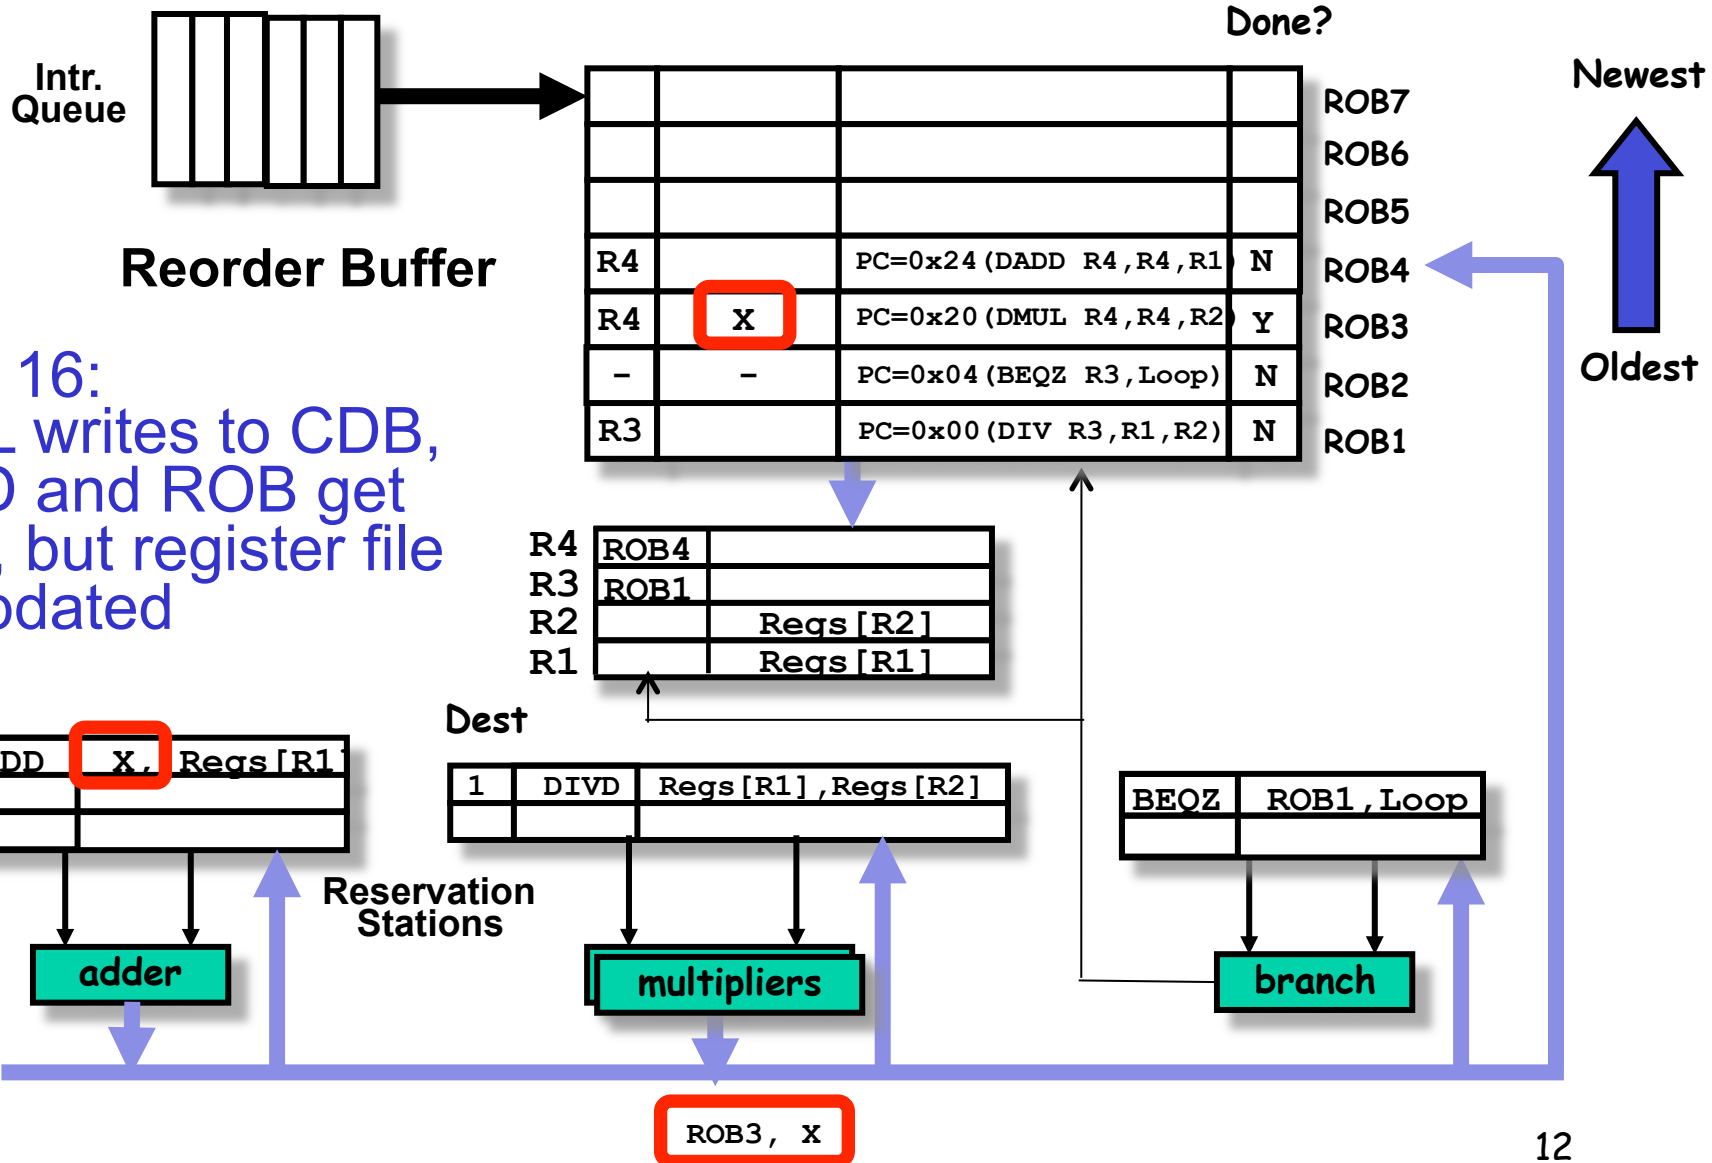 Done?
Intr.
Queue
Newest
ROB7
ROB6
ROB5
Reorder Buffer
R4 PC=0x24(DADD R4,R4,R1) N ROB4
R4 X PC=0x20(DMUL R4,R4,R2) Y ROB3
- - PC=0x04(BEQZ R3,Loop) N ROB2
R3 PC=0x00(DIV R3,R1,R2) N ROB1
Oldest
16:
L writes to CDB,
D and ROB get
, but register file
pdated
R4 ROB4
R3 ROB1
R2 Regs[R2]
R1 Regs[R1]
Dest
DD X, Regs[R1]
1 DIVD Regs[R1],Regs[R2]
BEQZ ROB1,Loop
Reservation
Stations
adder
multipliers
branch
ROB3, X
12